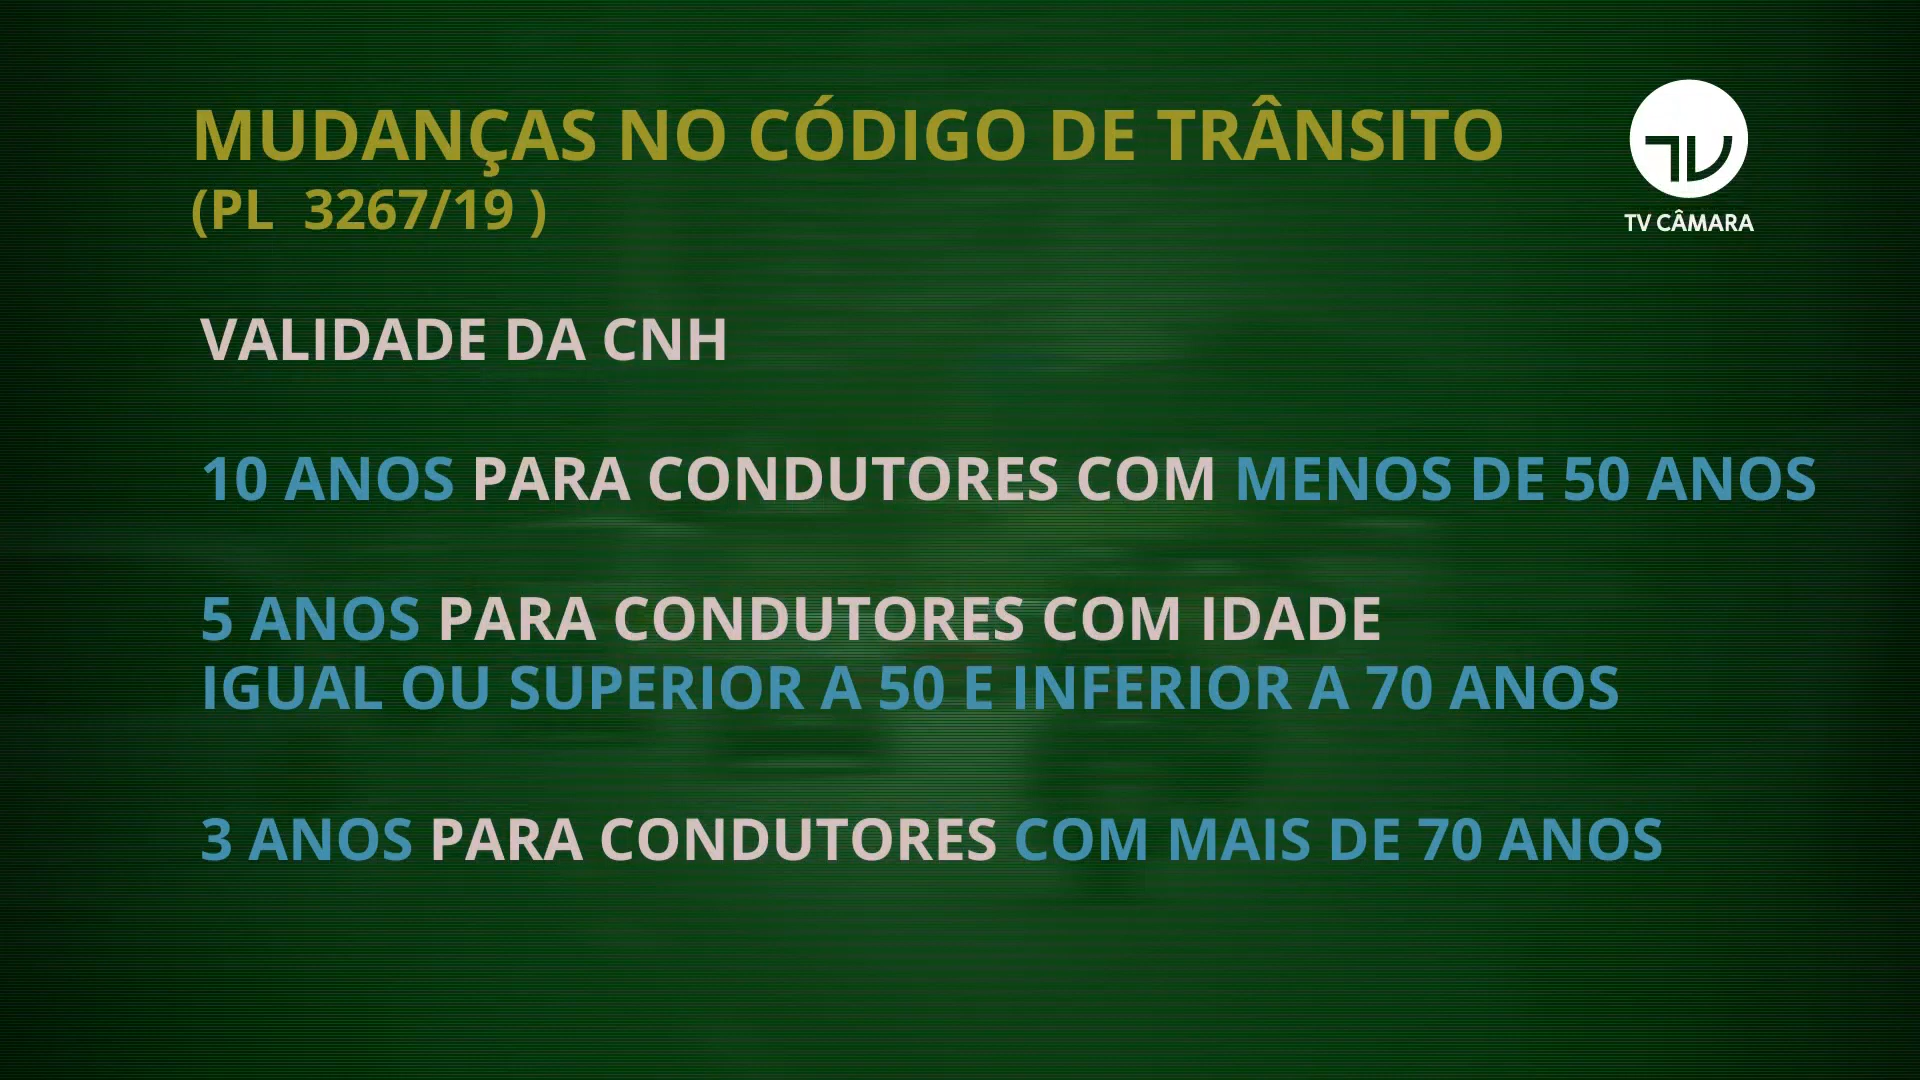 MUDANÇAS NO CÓDIGO DE TRÂNSITO
(PL 3267/19 )
TV CÂMARA
VALIDADE DA CNH
10 ANOS PARA CONDUTORES COM MENOS DE 50 ANOS
5 ANOS PARA CONDUTORES COM IDADE
IGUAL OU SUPERIOR A 50 E INFERIOR A 70 ANOS
3 ANOS PARA CONDUTORES COM MAIS DE 70 ANOS